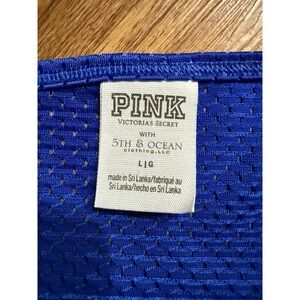 PINK
VICTORIA'S SECRET
WITH
5TH & OCEAN
clothing, LLC
L|G
made in Sri Lanka/fabriqué au
Sri Lanka/hecho en Sri Lanka